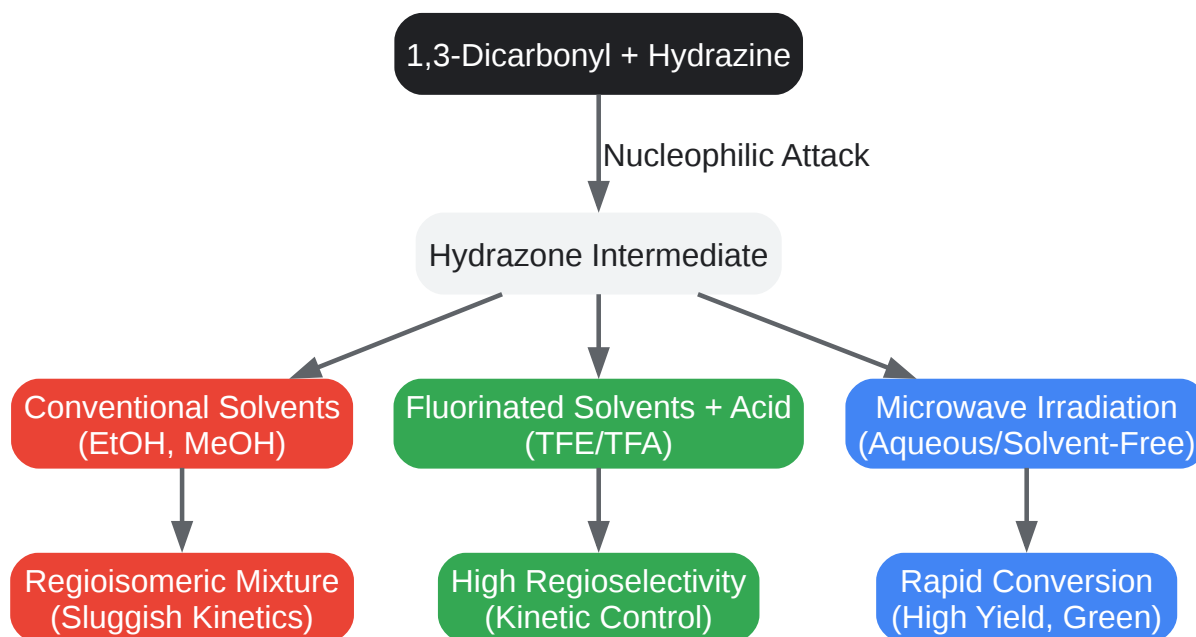 1,3-Dicarbonyl + Hydrazine
Nucleophilic Attack
Hydrazone Intermediate
Conventional Solvents
(EtOH, MeOH)
Fluorinated Solvents + Acid
(TFE/TFA)
Microwave Irradiation
(Aqueous/Solvent-Free)
Regioisomeric Mixture
(Sluggish Kinetics)
High Regioselectivity
(Kinetic Control)
Rapid Conversion
(High Yield, Green)